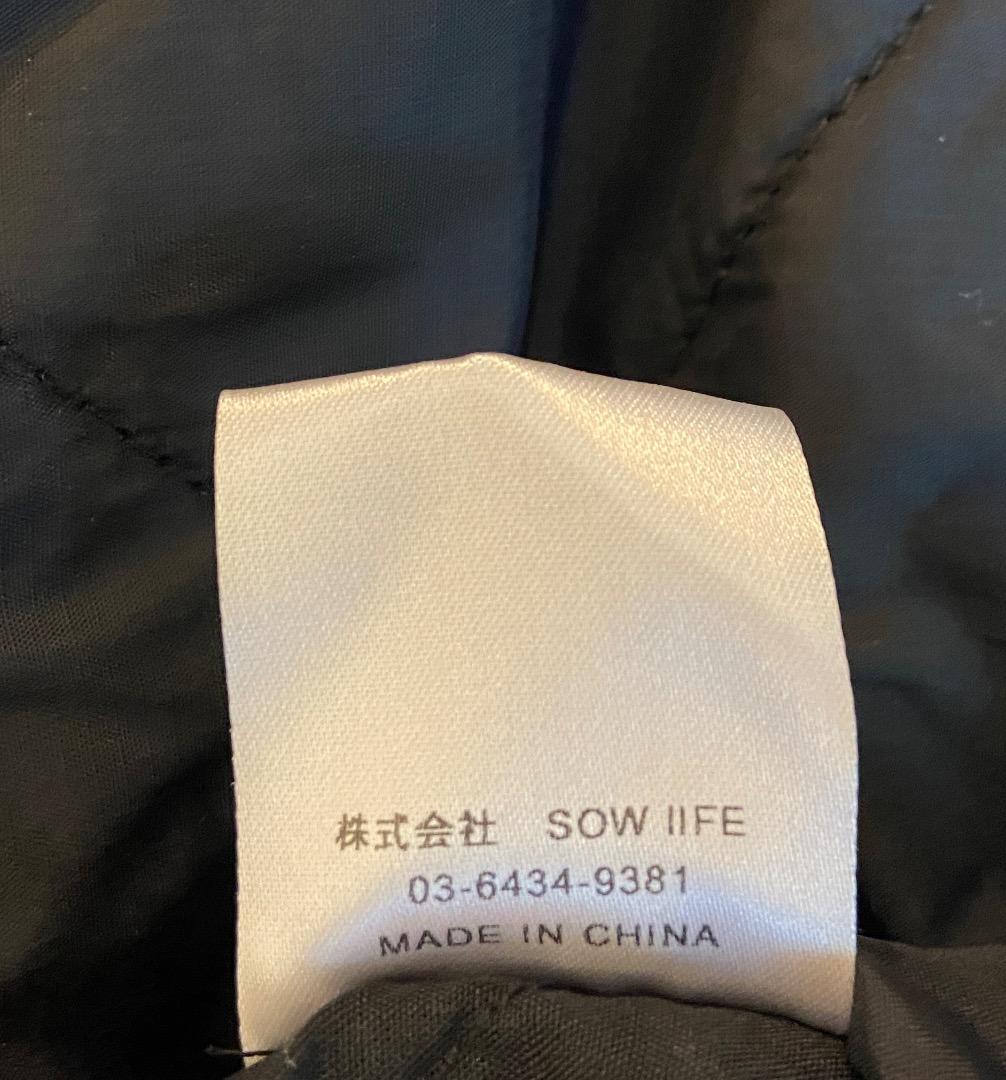 株式会社 SOW IIFE
03-6434-9381
MADE IN CHINA